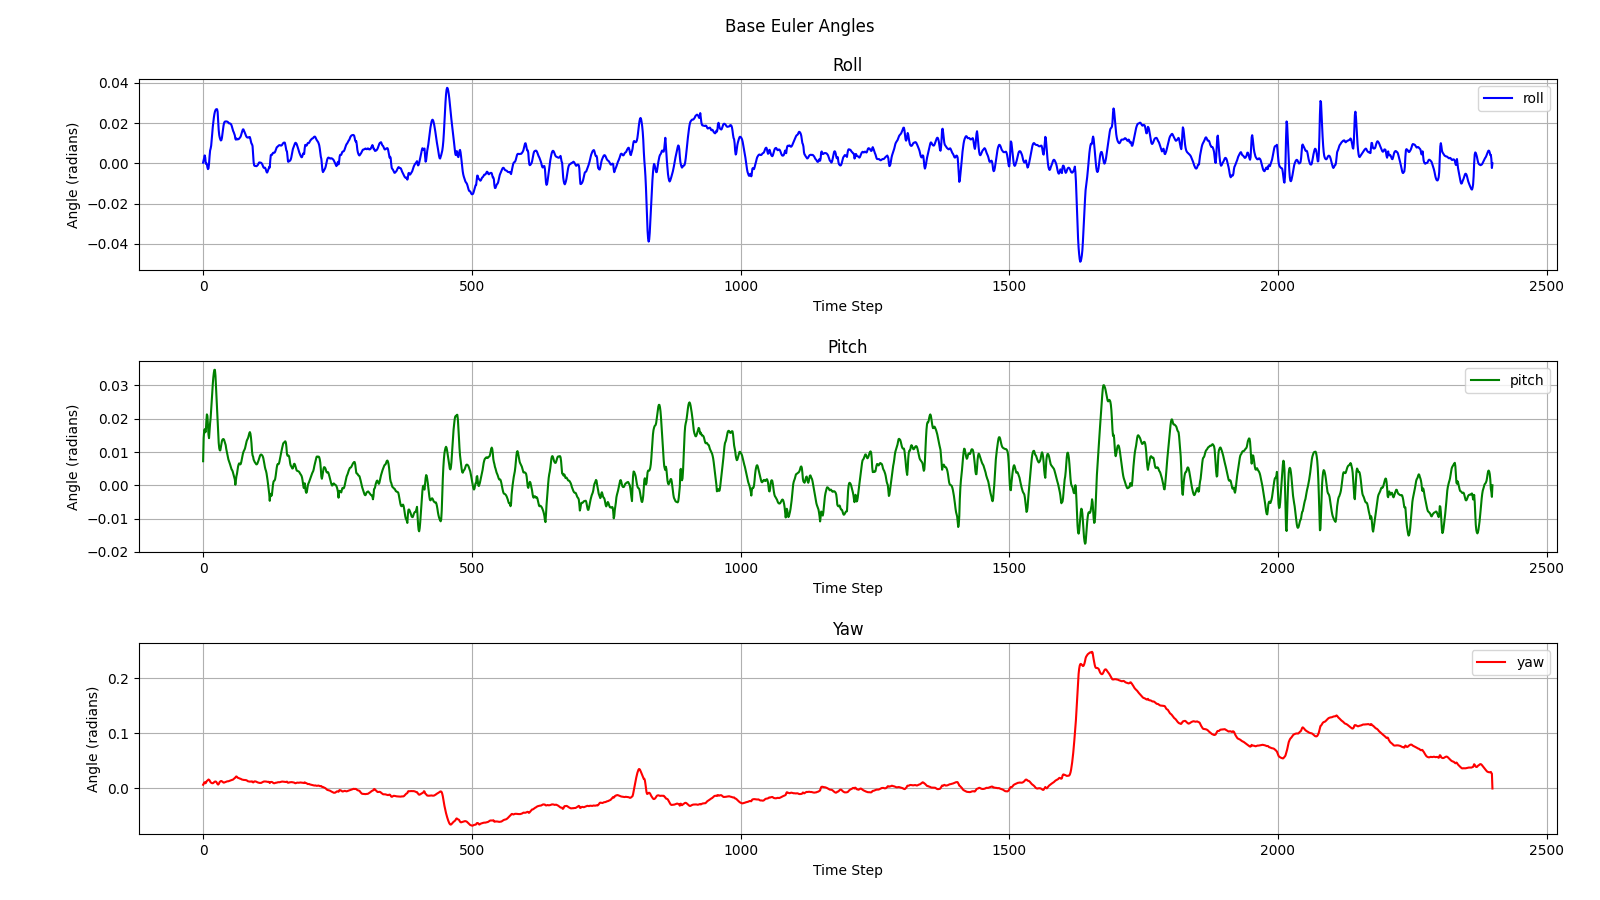 Base Euler Angles
Roll
0.04
0.02
0.00
−0.02
−0.04
Angle (radians)
roll
0 500 1000 1500 2000 2500
Time Step
Pitch
0.03
0.02
0.01
0.00
−0.01
−0.02
Angle (radians)
pitch
0 500 1000 1500 2000 2500
Time Step
Yaw
0.2
0.1
0.0
Angle (radians)
yaw
0 500 1000 1500 2000 2500
Time Step